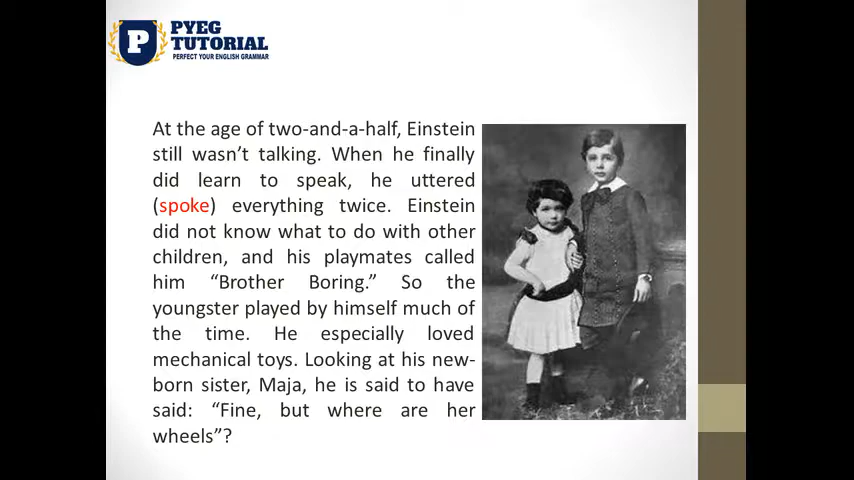 P
PYEG
TUTORIAL
PERFECT YOUR ENGLISH GRAMMAR
At the age of two-and-a-half, Einstein
still wasn’t talking. When he finally
did learn to speak, he uttered
(spoke) everything twice. Einstein
did not know what to do with other
children, and his playmates called
him “Brother Boring.” So the
youngster played by himself much of
the time. He especially loved
mechanical toys. Looking at his new-
born sister, Maja, he is said to have
said: “Fine, but where are her
wheels”?